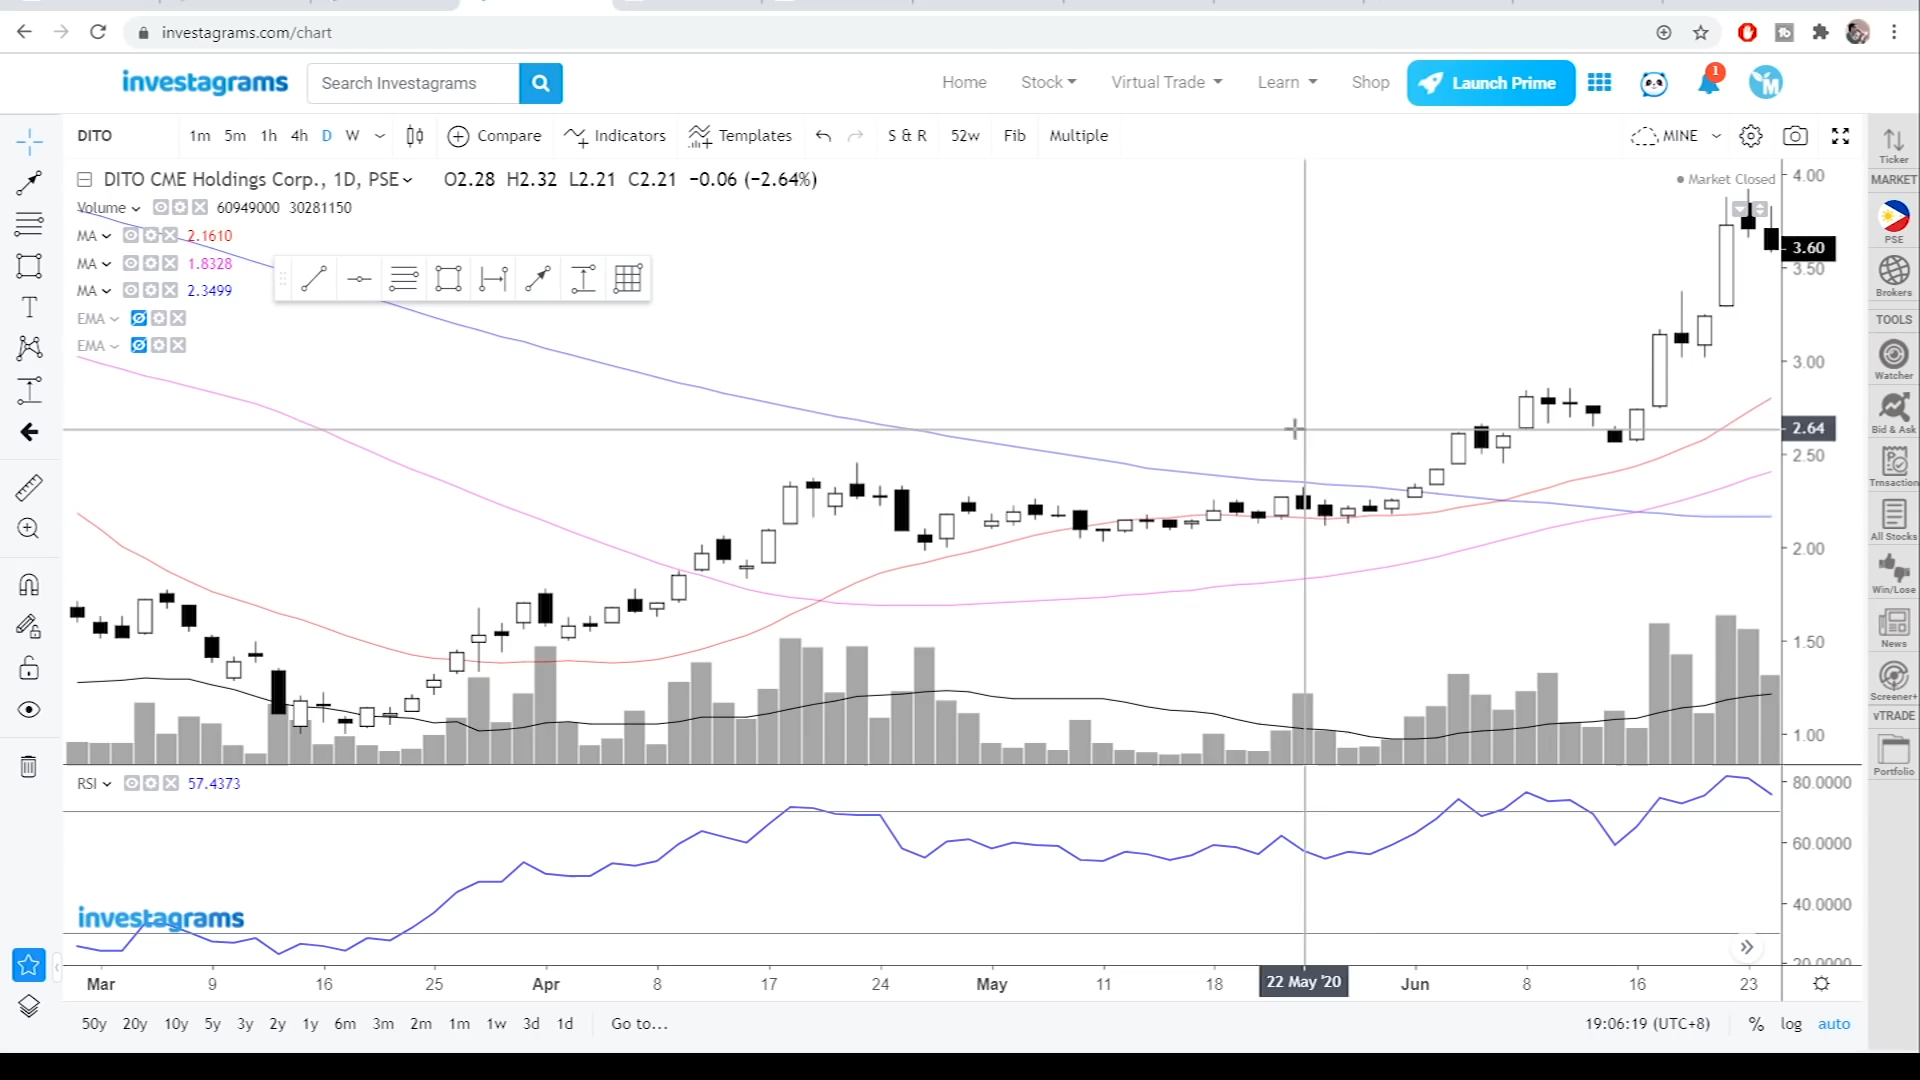 investagrams.com/chart
investagrams
Search Investagrams
Home
Stock
Virtual Trade
Learn
Shop
Launch Prime
1
M
DITO
1m 5m 1h 4h D W
Compare
Indicators
Templates
S & R
52w
Fib
Multiple
MINE
Ticker
DITO CME Holdings Corp., 1D, PSE
O2.28 H2.32 L2.21 C2.21 −0.06 (−2.64%)
Market Closed
4.00
MARKET
Volume 60949000 30281150
MA 2.1610
PSE
3.60
MA 1.8328
3.50
MA 2.3499
Brokers
EMA
TOOLS
EMA
3.00
Watcher
2.64
Bid & Ask
2.50
Trnsaction
All Stocks
2.00
Win/Lose
1.50
News
Screener+
vTRADE
1.00
Portfolio
RSI 57.4373
80.0000
60.0000
40.0000
investagrams
20.0000
Mar 9 16 25 Apr 8 17 24 May 11 18 22 May '20 Jun 8 16 23
50y 20y 10y 5y 3y 2y 1y 6m 3m 2m 1m 1w 3d 1d Go to...
19:06:19 (UTC+8) % log auto